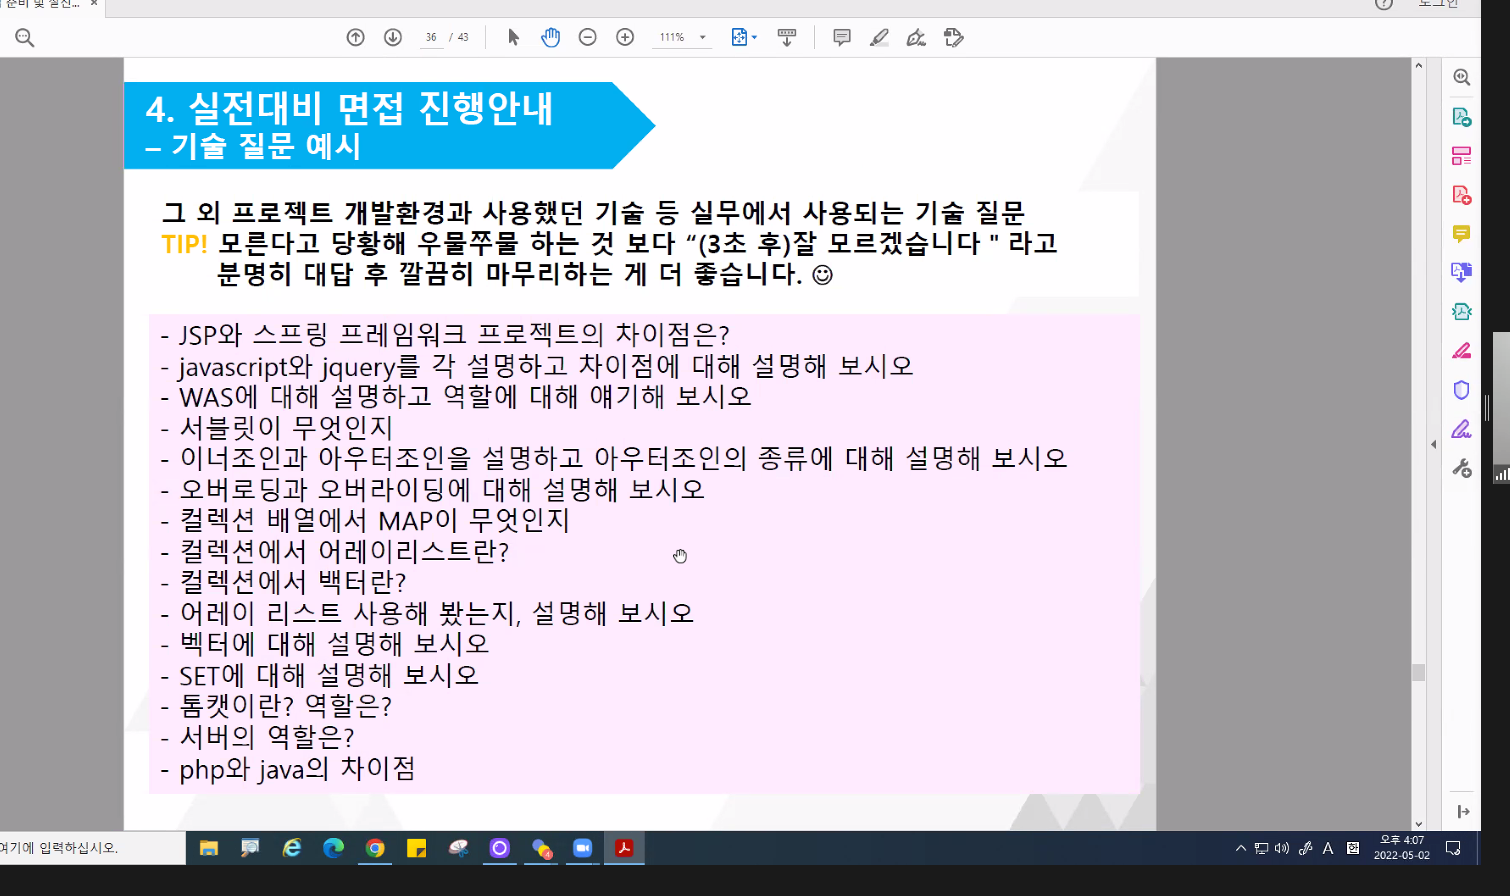 준비 및 실전... ×
로그인
36 / 43
111%
4. 실전대비 면접 진행안내
– 기술 질문 예시
그 외 프로젝트 개발환경과 사용했던 기술 등 실무에서 사용되는 기술 질문
TIP! 모른다고 당황해 우물쭈물 하는 것 보다 “(3초 후)잘 모르겠습니다 " 라고
분명히 대답 후 깔끔히 마무리하는 게 더 좋습니다. ☺
- JSP와 스프링 프레임워크 프로젝트의 차이점은?
- javascript와 jquery를 각 설명하고 차이점에 대해 설명해 보시오
- WAS에 대해 설명하고 역할에 대해 얘기해 보시오
- 서블릿이 무엇인지
- 이너조인과 아우터조인을 설명하고 아우터조인의 종류에 대해 설명해 보시오
- 오버로딩과 오버라이딩에 대해 설명해 보시오
- 컬렉션 배열에서 MAP이 무엇인지
- 컬렉션에서 어레이리스트란?
- 컬렉션에서 백터란?
- 어레이 리스트 사용해 봤는지, 설명해 보시오
- 벡터에 대해 설명해 보시오
- SET에 대해 설명해 보시오
- 톰캣이란? 역할은?
- 서버의 역할은?
- php와 java의 차이점
여기에 입력하십시오.
A 한
오후 4:07
2022-05-02